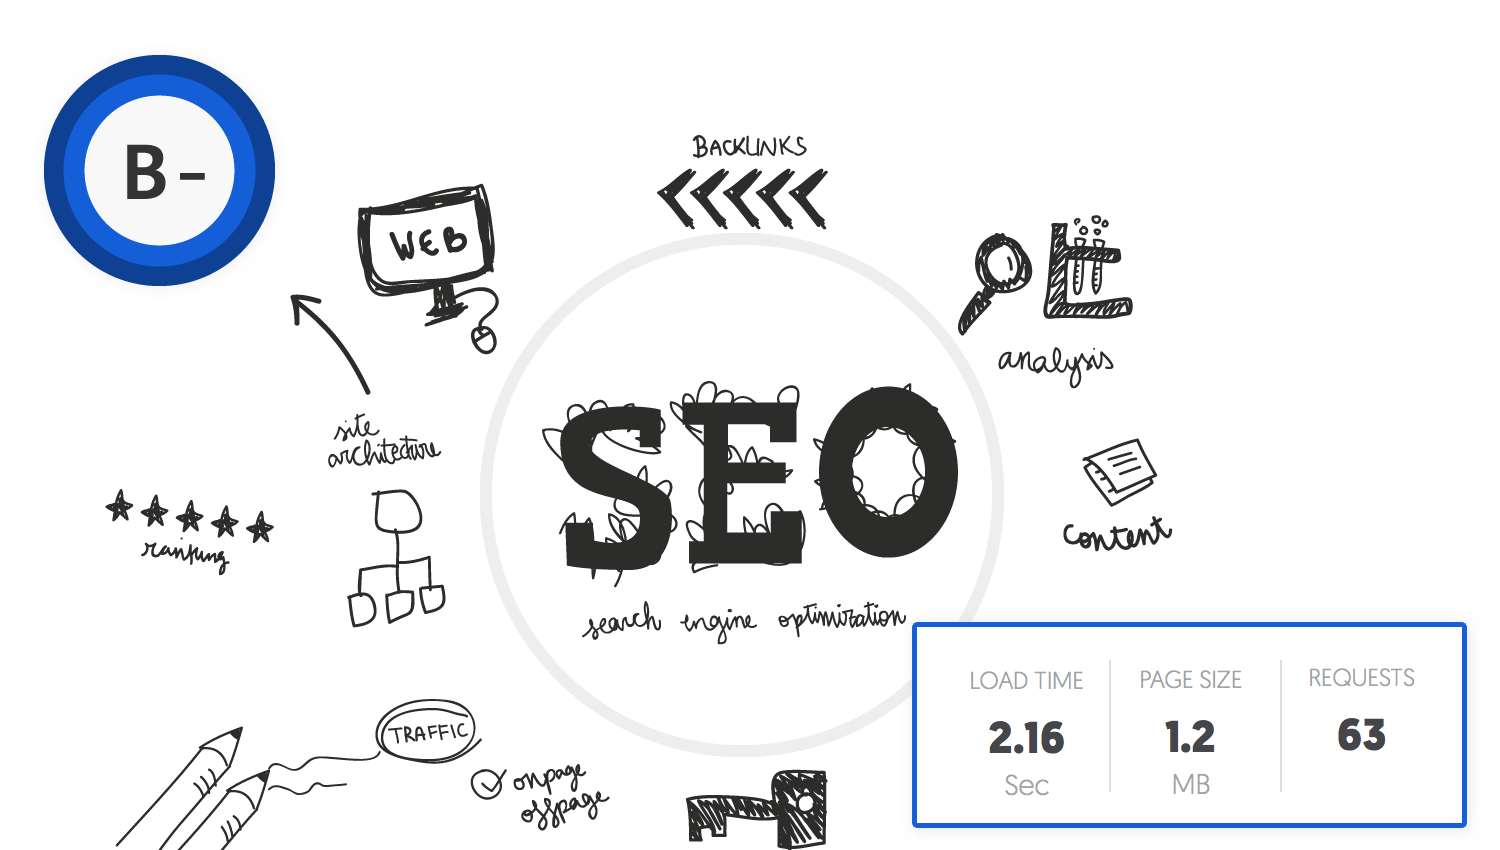 B-
BACKLINKS
WEB
analysis
site
architecture
SEO
content
ranking
search engine optimization
LOAD TIME
2.16
Sec
PAGE SIZE
1.2
MB
REQUESTS
63
TRAFFIC
onpage
offpage